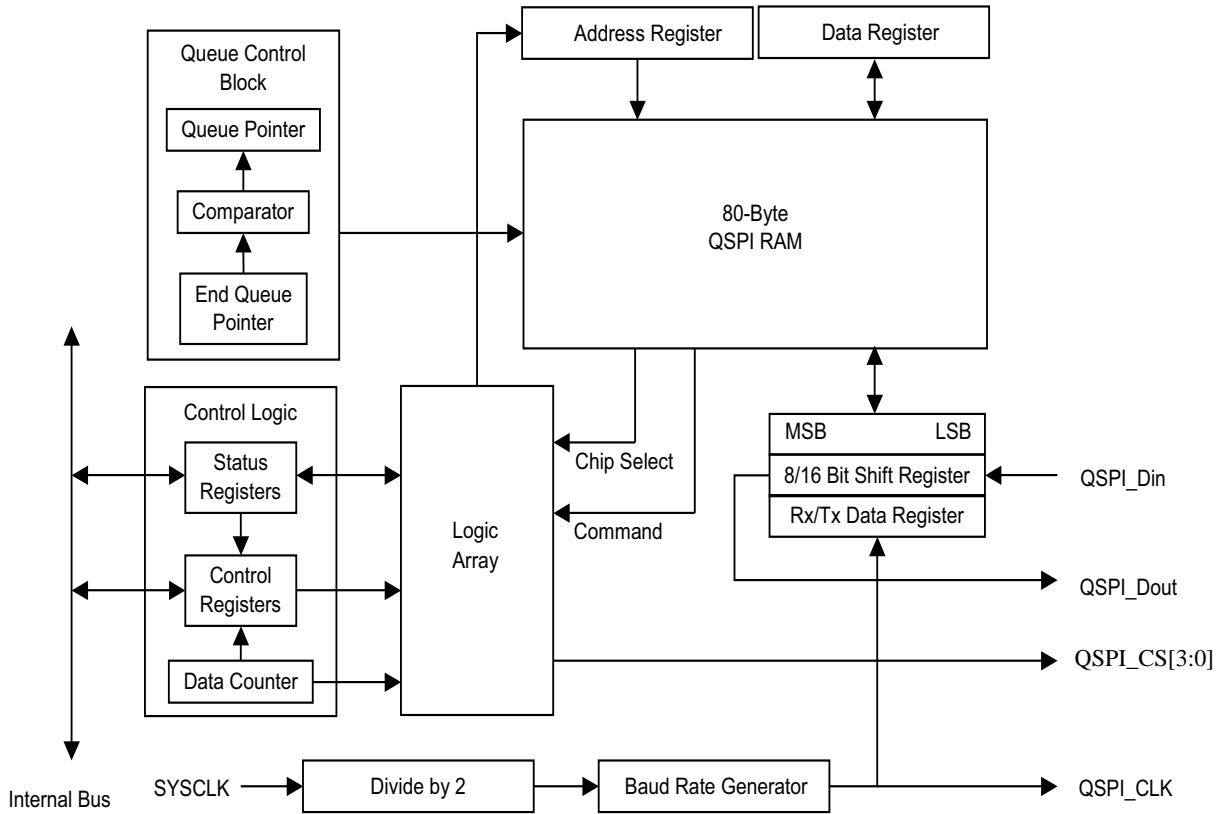 Queue Control
Block
Queue Pointer
Comparator
End Queue
Pointer
Address Register
Data Register
80-Byte
QSPI RAM
Control Logic
Status
Registers
Control
Registers
Data Counter
Logic
Array
Chip Select
Command
MSB LSB
8/16 Bit Shift Register
Rx/Tx Data Register
QSPI_Din
QSPI_Dout
QSPI_CS[3:0]
Internal Bus
SYSCLK
Divide by 2
Baud Rate Generator
QSPI_CLK